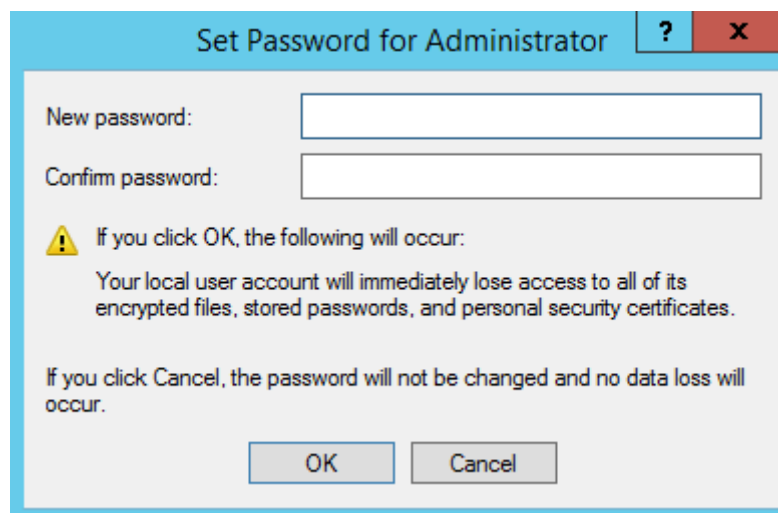 Set Password for Administrator
? x
New password:
Confirm password:
If you click OK, the following will occur:
Your local user account will immediately lose access to all of its
encrypted files, stored passwords, and personal security certificates.
If you click Cancel, the password will not be changed and no data loss will
occur.
OK Cancel